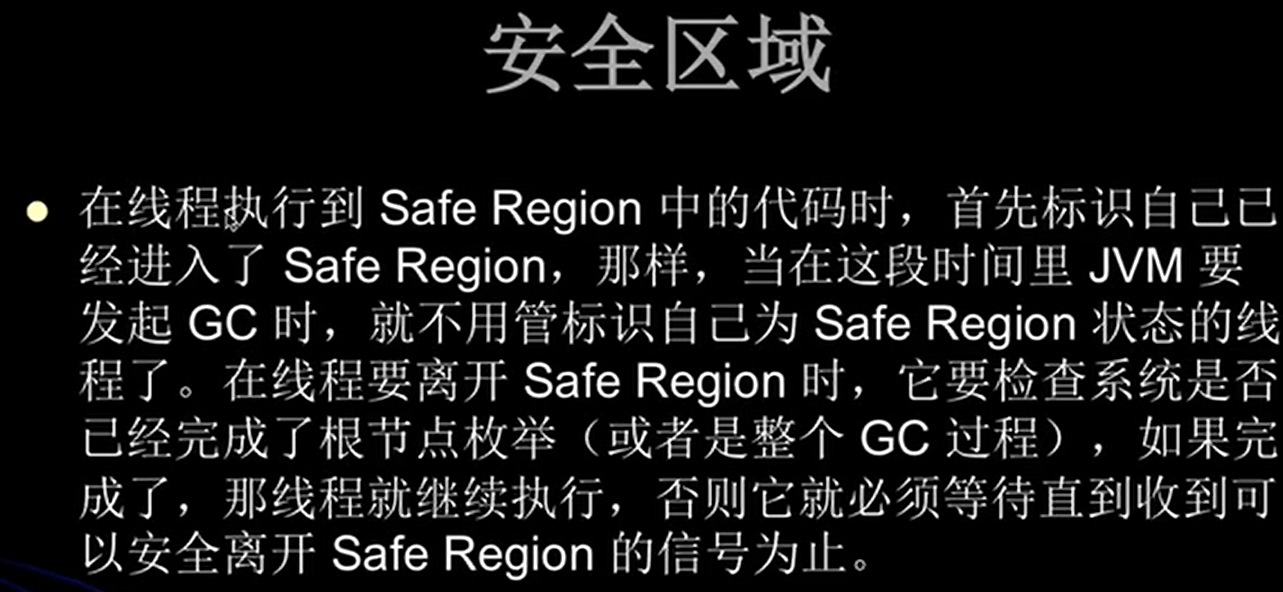 安全区域
在线程执行到 Safe Region 中的代码时，首先标识自己已
经进入了 Safe Region，那样，当在这段时间里 JVM 要
发起 GC 时，就不用管标识自己为 Safe Region 状态的线
程了。在线程要离开 Safe Region 时，它要检查系统是否
已经完成了根节点枚举（或者是整个 GC 过程），如果完
成了，那线程就继续执行，否则它就必须等待直到收到可
以安全离开 Safe Region 的信号为止。